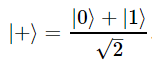 |+⟩ = (|0⟩ + |1⟩) / √2